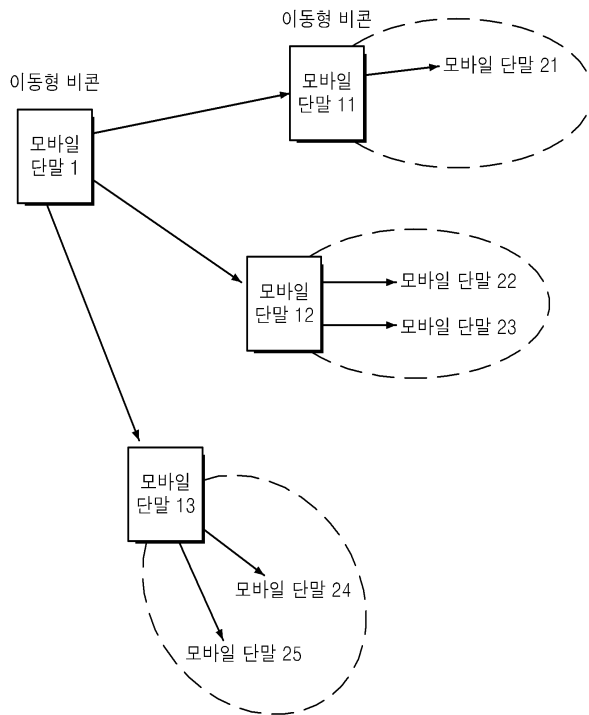 이동형 비콘
모바일
단말 1
이동형 비콘
모바일
단말 11
모바일 단말 21
모바일
단말 12
모바일 단말 22
모바일 단말 23
모바일
단말 13
모바일 단말 24
모바일 단말 25